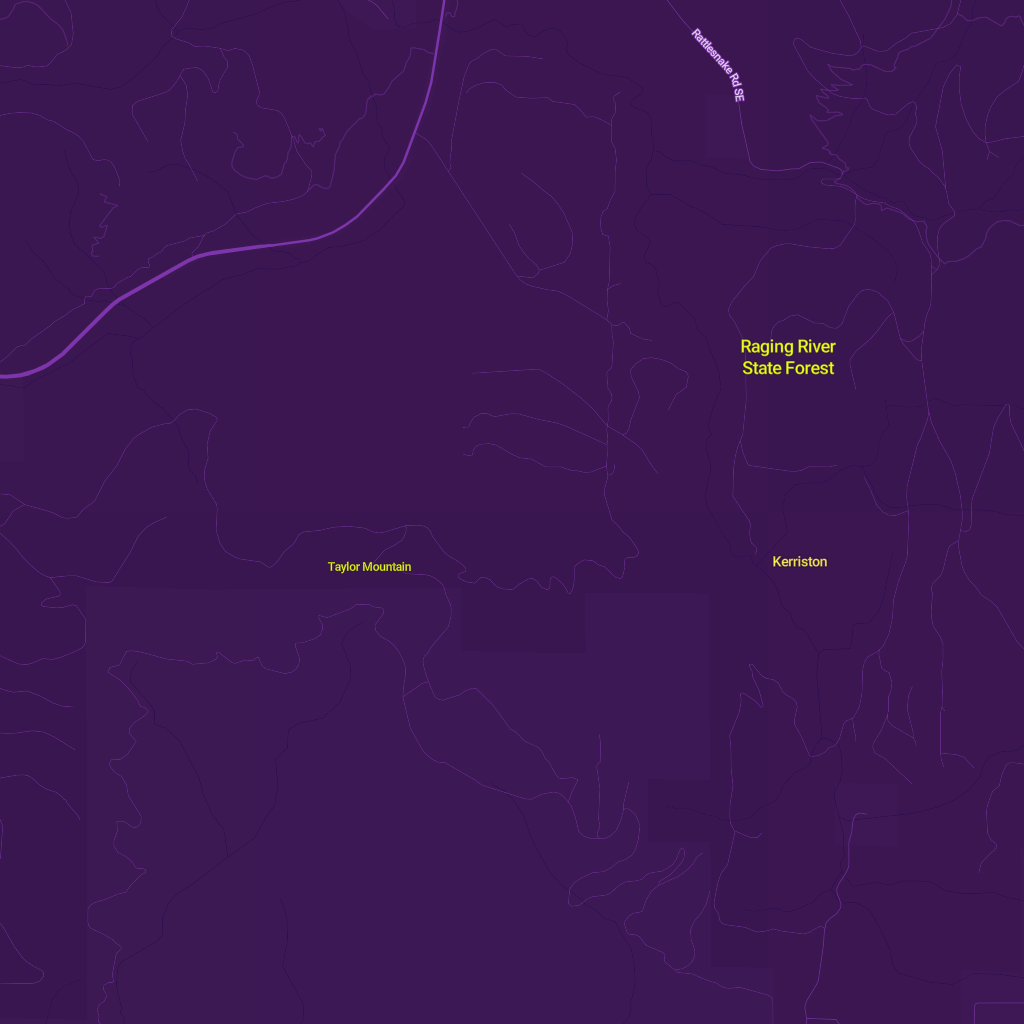 Rattlesnake Rd SE
Raging River
State Forest
Kerriston
Taylor Mountain